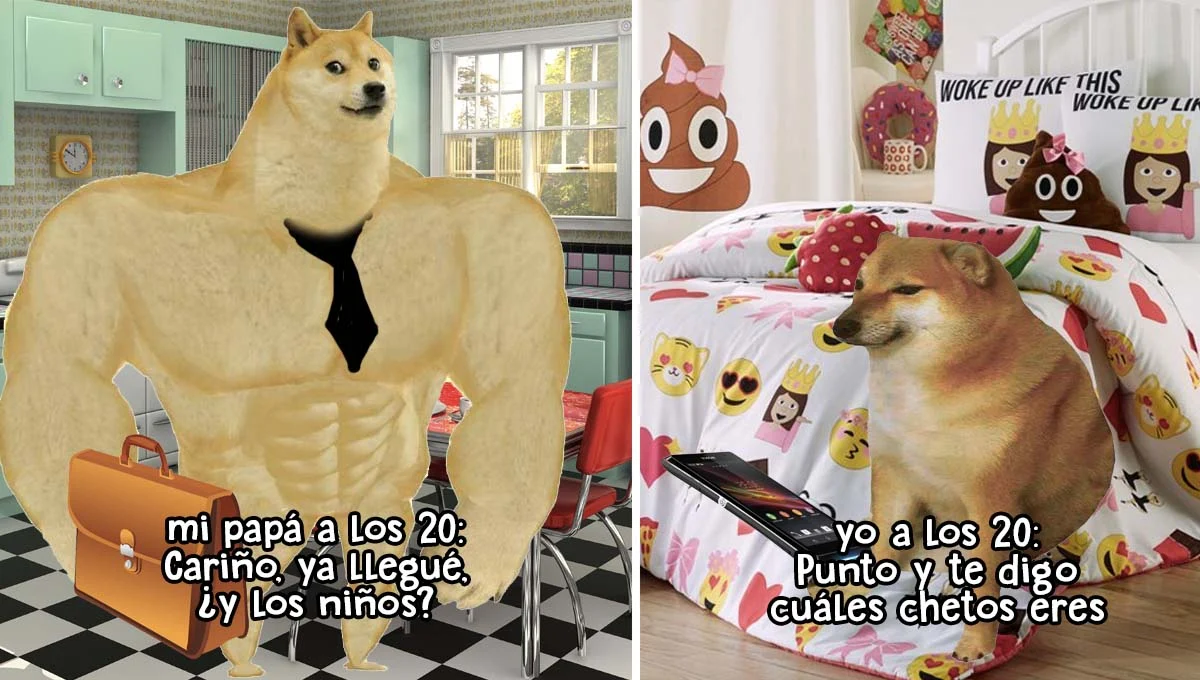 mi papá a los 20:
Cariño, ya llegué,
¿y los niños?
WOKE UP LIKE THIS
WOKE UP LIK
yo a los 20:
Punto y te digo
cuáles chetos eres